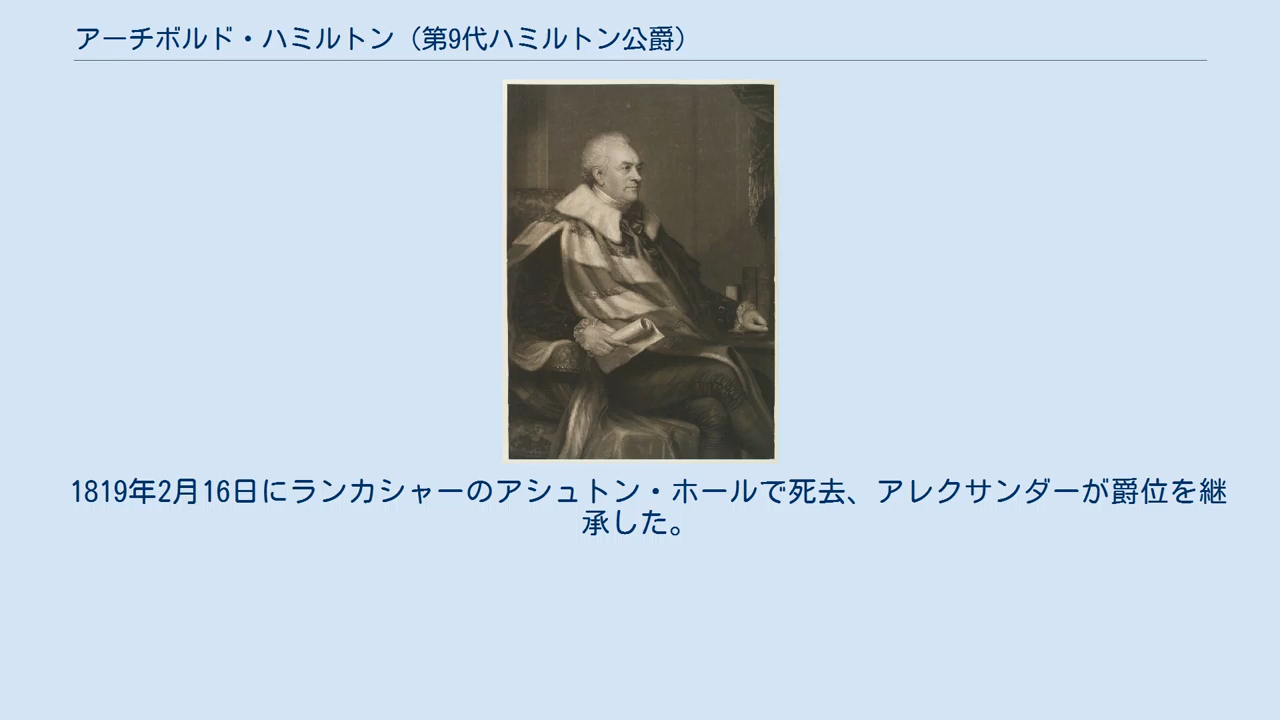 アーチボルド・ハミルトン（第9代ハミルトン公爵）
1819年2月16日にランカシャーのアシュトン・ホールで死去、アレクサンダーが爵位を継
承した。